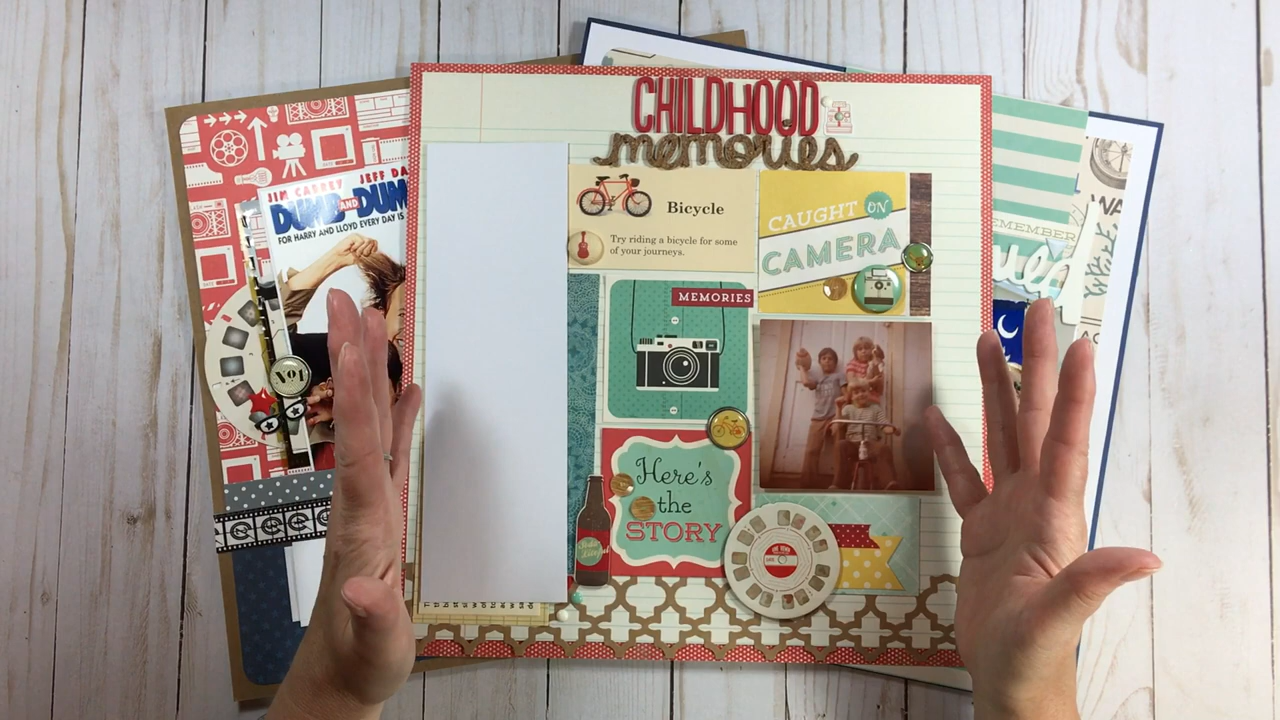 CHILDHOOD
memories
JIM CARREY JEFF DA
DUMB AND DUM
FOR HARRY AND LLOYD EVERY DAY IS
No1
Bicycle
Try riding a bicycle for some
of your journeys.
CAUGHT ON
CAMERA
MEMORIES
Here's
the
STORY
EMEMBER